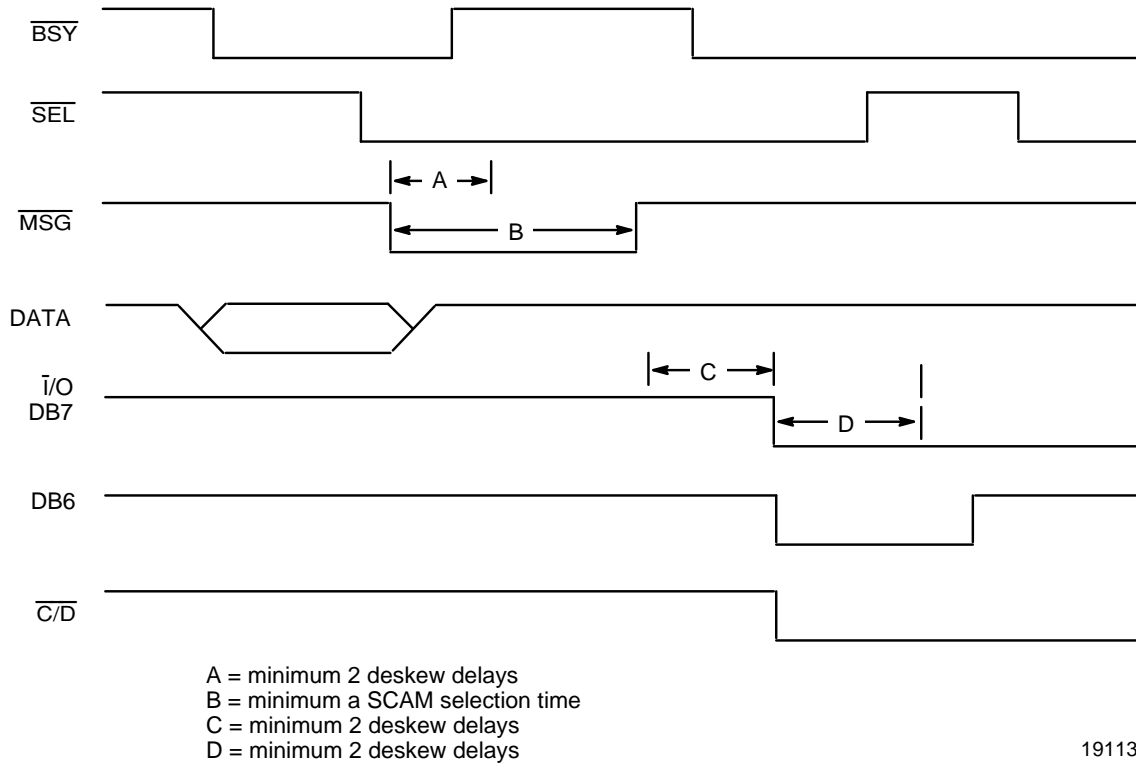 BSY
SEL
A
MSG
B
DATA
C
I/O
DB7
D
DB6
C/D
A = minimum 2 deskew delays
B = minimum a SCAM selection time
C = minimum 2 deskew delays
D = minimum 2 deskew delays
19113